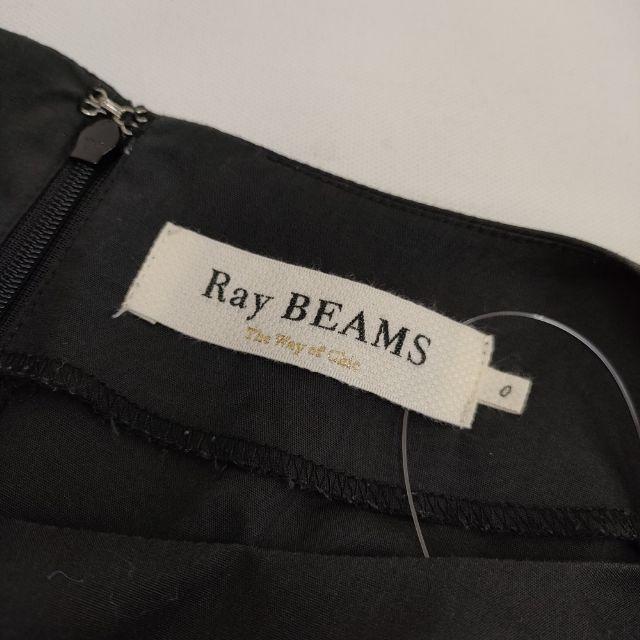 Ray BEAMS
The Way of Chic
0